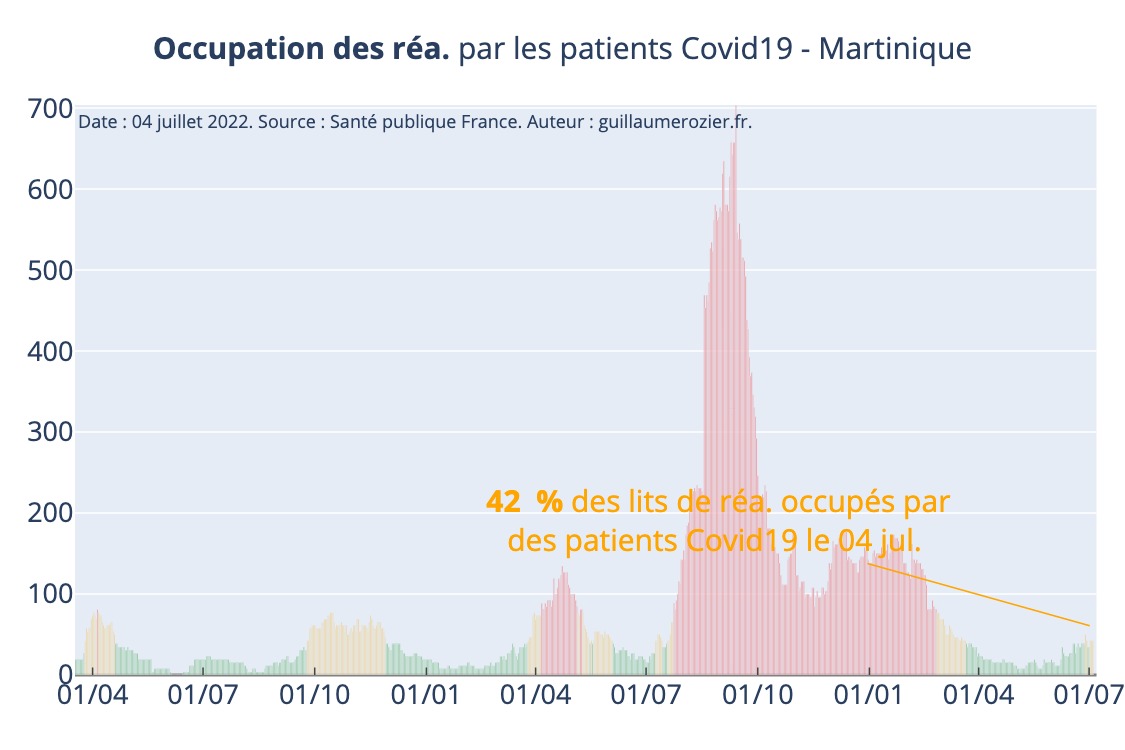 Occupation des réa. par les patients Covid19 - Martinique
700
Date : 04 juillet 2022. Source : Santé publique France. Auteur : guillaumerozier.fr.
600
500
400
300
42 % des lits de réa. occupés par
200
des patients Covid19 le 04 jul.
100
0
01/04 01/07 01/10 01/01 01/04 01/07 01/10 01/01 01/04 01/07